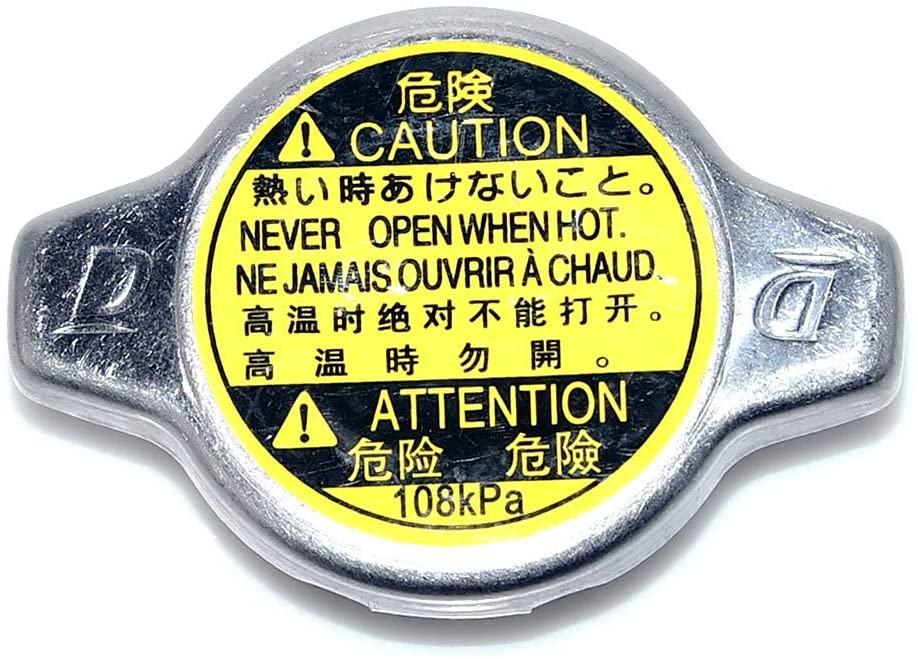 危険
CAUTION
熱い時あけないこと。
NEVER OPEN WHEN HOT.
NE JAMAIS OUVRIR À CHAUD.
高温时绝对不能打开。
高温時勿開。
ATTENTION
危险 危險
108kPa
D D